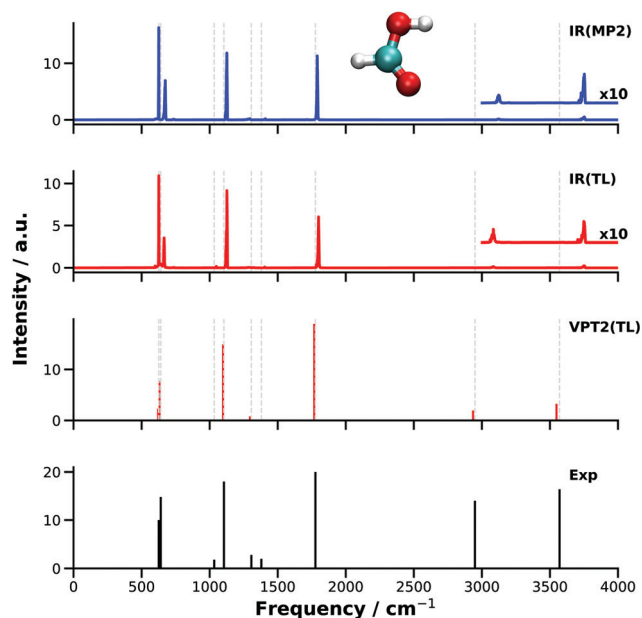 IR(MP2)
10
x10
0
IR(TL)
10
5
x10
0
Intensity / a.u.
VPT2(TL)
10
0
20
Exp
10
0
0 500 1000 1500 2000 2500 3000 3500 4000
Frequency / cm⁻¹